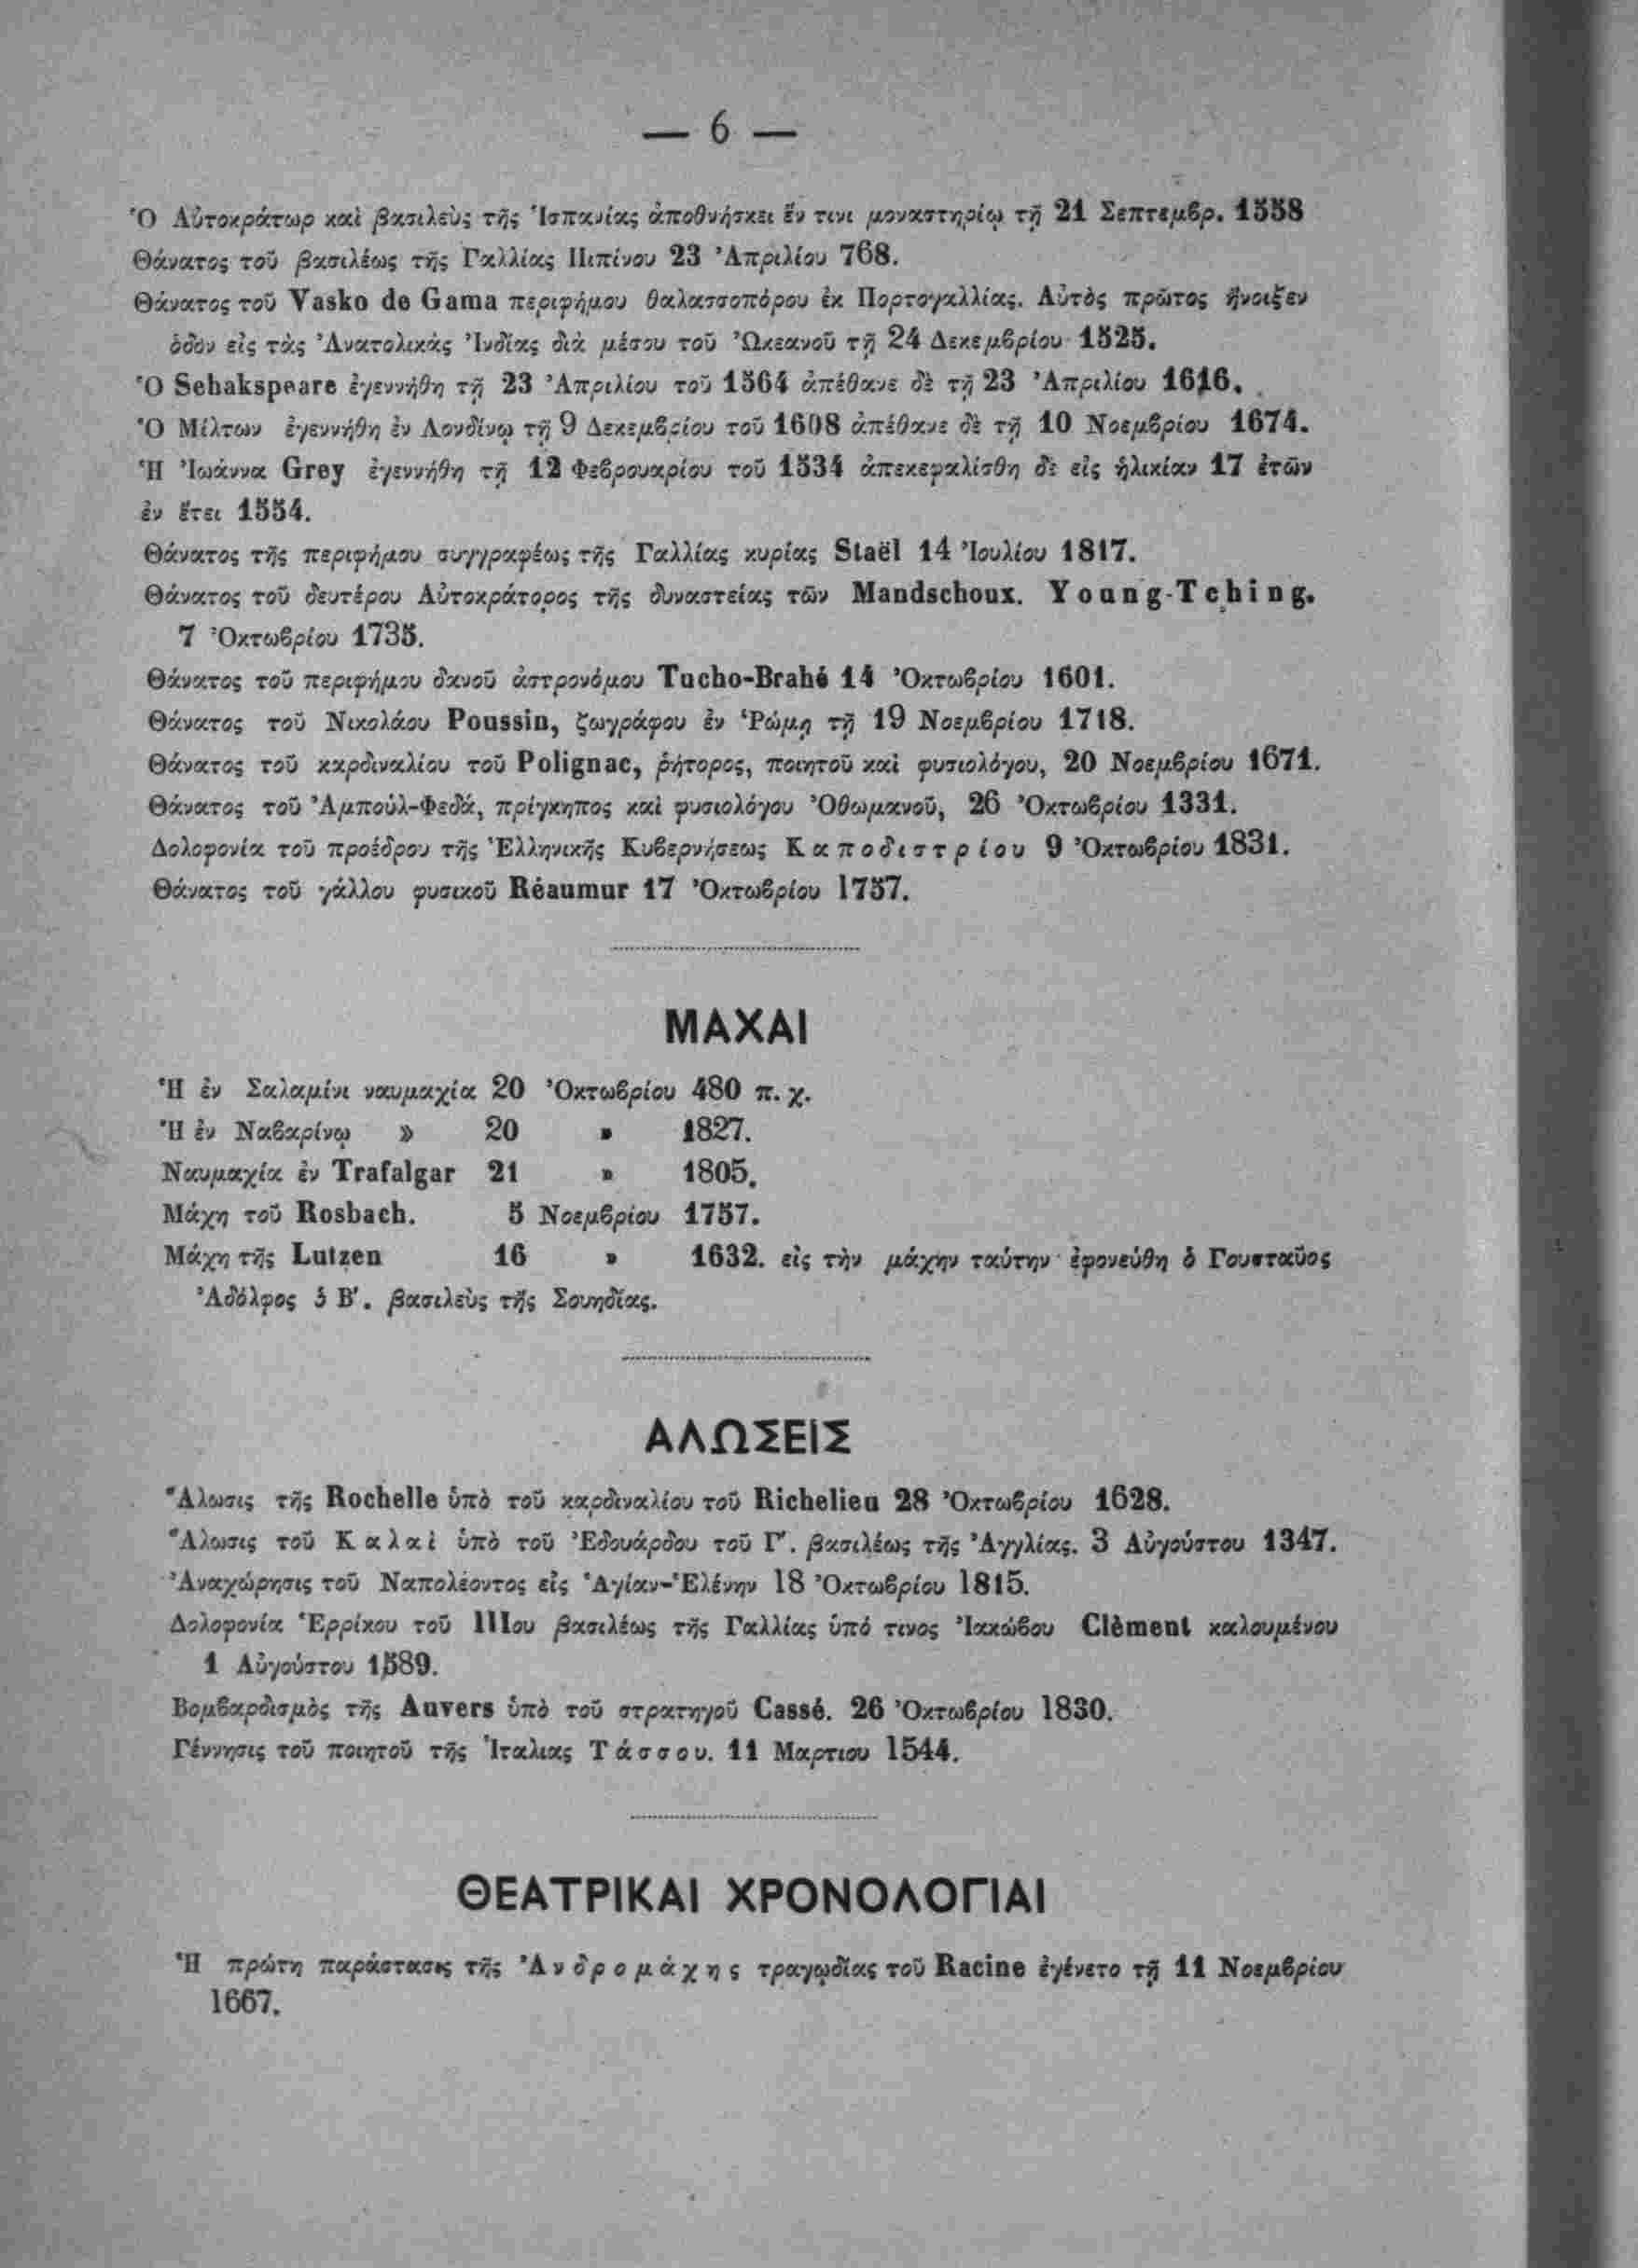 — 6 —
Ὁ Αὐτοκράτωρ καὶ βασιλεὺς τῆς Ἱσπανίας ἀποθνήσκει ἔν τινι μοναστηρίῳ τῇ 21 Σεπτεμβρ. 1558
Θάνατος τοῦ βασιλέως τῆς Γαλλίας Πιπίνου 23 Ἀπριλίου 768.
Θάνατος τοῦ Vasko de Gama περιφήμου θαλασσοπόρου ἐκ Πορτογαλλίας. Αὐτὸς πρῶτος ἤνοιξεν
ὁδὸν εἰς τὰς Ἀνατολικάς Ἰνδίας διὰ μέσου τοῦ Ὠκεανοῦ τῇ 24 Δεκεμβρίου 1525.
Ὁ Sehakspeare ἐγεννήθη τῇ 23 Ἀπριλίου τοῦ 1564 ἀπέθανε δὲ τῇ 23 Ἀπριλίου 1616.
Ὁ Μίλτων ἐγεννήθη ἐν Λονδίνῳ τῇ 9 Δεκεμβρίου τοῦ 1608 ἀπέθανε δὲ τῇ 10 Νοεμβρίου 1674.
Ἡ Ἰωάννα Grey ἐγεννήθη τῇ 12 Φεβρουαρίου τοῦ 1534 ἀπεκεφαλίσθη δὲ εἰς ἡλικίαν 17 ἐτῶν
ἐν ἔτει 1554.
Θάνατος τῆς περιφήμου συγγραφέως τῆς Γαλλίας κυρίας Staël 14 Ἰουλίου 1817.
Θάνατος τοῦ δευτέρου Αὐτοκράτορος τῆς δυναστείας τῶν Mandschoux. Young-Tching.
7 Ὀκτωβρίου 1735.
Θάνατος τοῦ περιφήμου δανοῦ ἀστρονόμου Tucho-Brahé 14 Ὀκτωβρίου 1601.
Θάνατος τοῦ Νικολάου Poussin, ζωγράφου ἐν Ῥώμῃ τῇ 19 Νοεμβρίου 1718.
Θάνατος τοῦ καρδιναλίου τοῦ Polignac, ῥήτορος, ποιητοῦ καὶ φυσιολόγου, 20 Νοεμβρίου 1671.
Θάνατος τοῦ Ἀμπούλ-Φεδά, πρίγκηπος καὶ φυσιολόγου Ὀθωμανοῦ, 26 Ὀκτωβρίου 1331.
Δολοφονία τοῦ προέδρου τῆς Ἑλληνικῆς Κυβερνήσεως Καποδιστρίου 9 Ὀκτωβρίου 1831.
Θάνατος τοῦ γάλλου φυσικοῦ Réaumur 17 Ὀκτωβρίου 1757.
ΜΑΧΑΙ
Ἡ ἐν Σαλαμίνι ναυμαχία 20 Ὀκτωβρίου 480 π. χ.
Ἡ ἐν Ναβαρίνῳ » 20 » 1827.
Ναυμαχία ἐν Trafalgar 21 » 1805.
Μάχη τοῦ Rosbach. 5 Νοεμβρίου 1757.
Μάχη τῆς Lutzen 16 » 1632. εἰς τὴν μάχην ταύτην ἐφονεύθη ὁ Γουσταῦος
Ἀδόλφος ὁ Β΄. βασιλεὺς τῆς Σουηδίας.
ΑΛΩΣΕΙΣ
Ἅλωσις τῆς Rochelle ὑπὸ τοῦ καρδιναλίου τοῦ Richelieu 28 Ὀκτωβρίου 1628.
Ἅλωσις τοῦ Καλαὶ ὑπὸ τοῦ Ἐδουάρδου τοῦ Γ΄. βασιλέως τῆς Ἀγγλίας. 3 Αὐγούστου 1347.
Ἀναχώρησις τοῦ Ναπολέοντος εἰς Ἁγίαν-Ἑλένην 18 Ὀκτωβρίου 1815.
Δολοφονία Ἑρρίκου τοῦ IIIου βασιλέως τῆς Γαλλίας ὑπό τινος Ἰακώβου Clèment καλουμένου
1 Αὐγούστου 1589.
Βομβαρδισμὸς τῆς Anvers ὑπὸ τοῦ στρατηγοῦ Cassé. 26 Ὀκτωβρίου 1830.
Γέννησις τοῦ ποιητοῦ τῆς Ἰταλιας Τάσσου. 11 Μαρτιου 1544.
ΘΕΑΤΡΙΚΑΙ ΧΡΟΝΟΛΟΓΙΑΙ
Ἡ πρώτη παράστασις τῆς Ἀνδρομάχης τραγῳδίας τοῦ Racine ἐγένετο τῇ 11 Νοεμβρίου
1667.